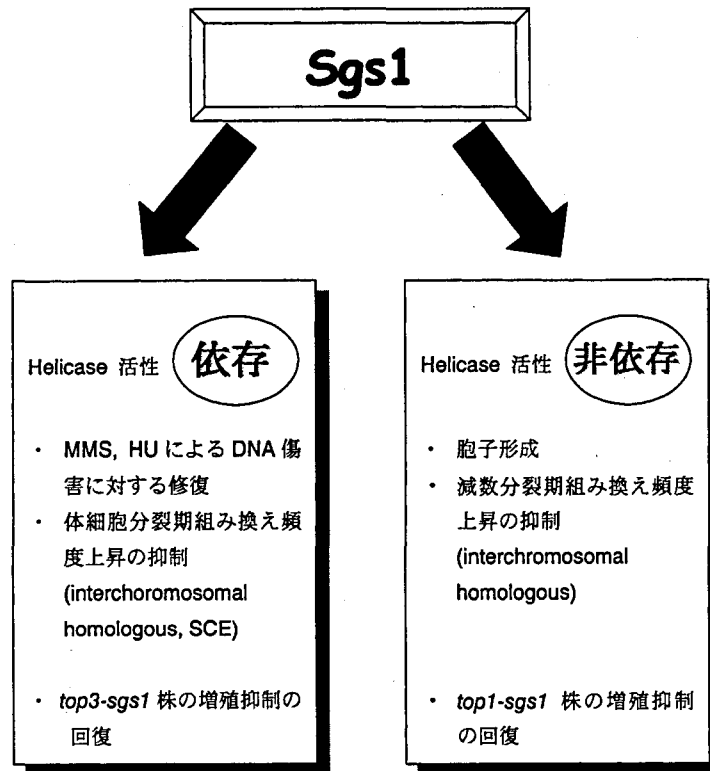 Sgs1
Helicase 活性 依存
・ MMS, HU による DNA 傷
害に対する修復
・ 体細胞分裂期組み換え頻
度上昇の抑制
(interchoromosomal
homologous, SCE)
・ top3-sgs1 株の増殖抑制の
回復
Helicase 活性 非依存
・ 胞子形成
・ 減数分裂期組み換え頻度
上昇の抑制
(interchromosomal
homologous)
・ top1-sgs1 株の増殖抑制
の回復